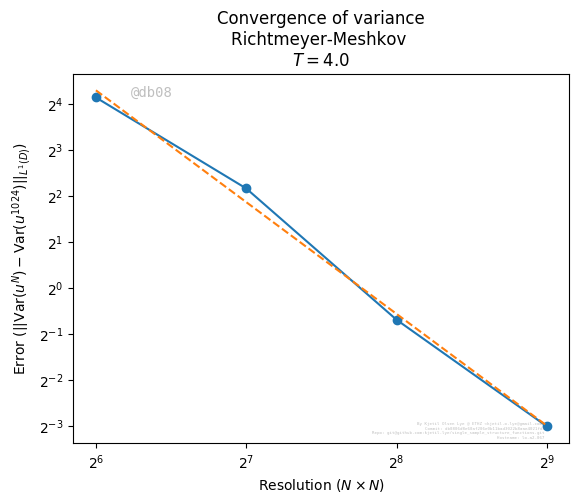 Convergence of variance
Richtmeyer-Meshkov
T = 4.0
@db08
Error (||Var(u^N) − Var(u^1024)||_L^1(D))
2^4
2^3
2^2
2^1
2^0
2^−1
2^−2
2^−3
2^6 2^7 2^8 2^9
Resolution (N × N)